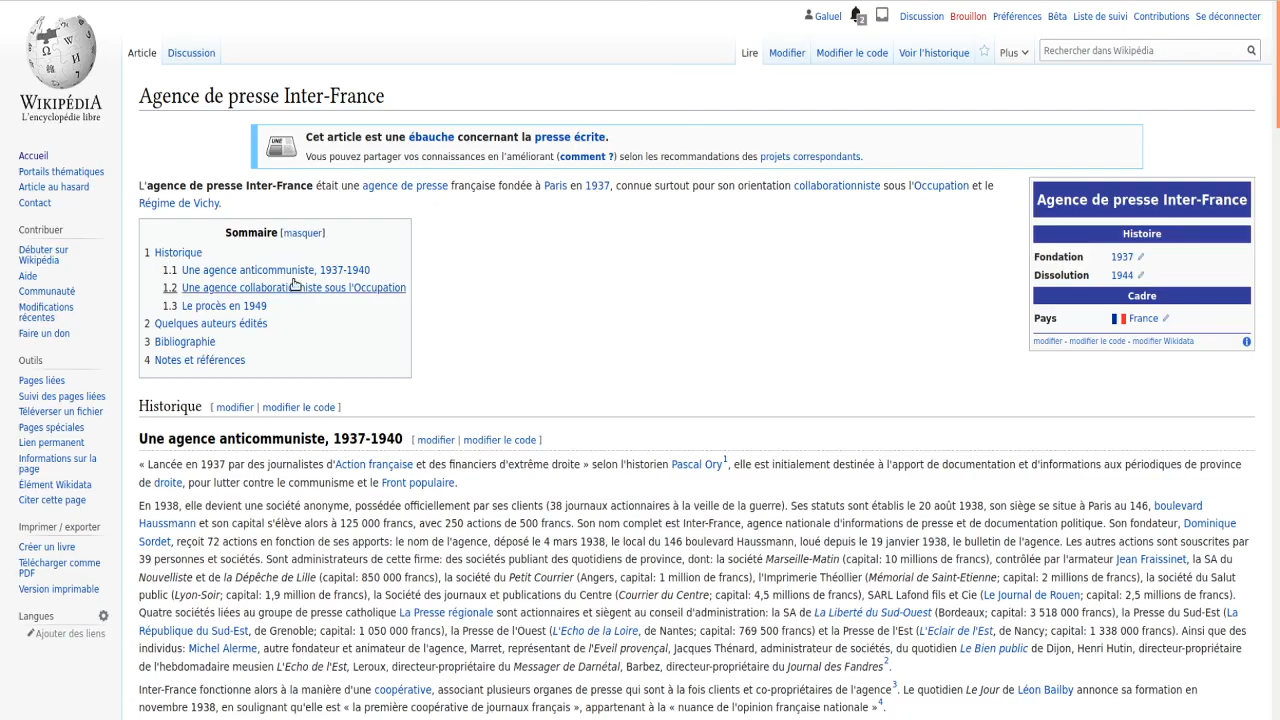 Galuel 2 Discussion Brouillon Préférences Bêta Liste de suivi Contributions Se déconnecter
Article Discussion Lire Modifier Modifier le code Voir l'historique Plus Rechercher dans Wikipédia
WIKIPÉDIA
L'encyclopédie libre
Accueil
Portails thématiques
Article au hasard
Contact
Contribuer
Débuter sur
Wikipédia
Aide
Communauté
Modifications
récentes
Faire un don
Outils
Pages liées
Suivi des pages liées
Téléverser un fichier
Pages spéciales
Lien permanent
Informations sur la
page
Élément Wikidata
Citer cette page
Imprimer / exporter
Créer un livre
Télécharger comme
PDF
Version imprimable
Langues
Ajouter des liens
Agence de presse Inter-France
UNE
Cet article est une ébauche concernant la presse écrite.
Vous pouvez partager vos connaissances en l'améliorant (comment ?) selon les recommandations des projets correspondants.
L'agence de presse Inter-France était une agence de presse française fondée à Paris en 1937, connue surtout pour son orientation collaborationniste sous l'Occupation et le
Régime de Vichy.
Agence de presse Inter-France
Histoire
Fondation 1937
Dissolution 1944
Cadre
Pays France
modifier - modifier le code - modifier Wikidata
Sommaire [masquer]
1 Historique
1.1 Une agence anticommuniste, 1937-1940
1.2 Une agence collaborationniste sous l'Occupation
1.3 Le procès en 1949
2 Quelques auteurs édités
3 Bibliographie
4 Notes et références
Historique [ modifier | modifier le code ]
Une agence anticommuniste, 1937-1940 [ modifier | modifier le code ]
« Lancée en 1937 par des journalistes d'Action française et des financiers d'extrême droite » selon l'historien Pascal Ory1, elle est initialement destinée à l'apport de documentation et d'informations aux périodiques de province
de droite, pour lutter contre le communisme et le Front populaire.
En 1938, elle devient une société anonyme, possédée officiellement par ses clients (38 journaux actionnaires à la veille de la guerre). Ses statuts sont établis le 20 août 1938, son siège se situe à Paris au 146, boulevard
Haussmann et son capital s'élève alors à 125 000 francs, avec 250 actions de 500 francs. Son nom complet est Inter-France, agence nationale d'informations de presse et de documentation politique. Son fondateur, Dominique
Sordet, reçoit 72 actions en fonction de ses apports: le nom de l'agence, déposé le 4 mars 1938, le local du 146 boulevard Haussmann, loué depuis le 19 janvier 1938, le bulletin de l'agence. Les autres actions sont souscrites par
39 personnes et sociétés. Sont administrateurs de cette firme: des sociétés publiant des quotidiens de province, dont: la société Marseille-Matin (capital: 10 millions de francs), contrôlée par l'armateur Jean Fraissinet, la SA du
Nouvelliste et de la Dépêche de Lille (capital: 850 000 francs), la société du Petit Courrier (Angers, capital: 1 million de francs), l'Imprimerie Théollier (Mémorial de Saint-Etienne; capital: 2 millions de francs), la société du Salut
public (Lyon-Soir; capital: 1,9 million de francs), la Société des journaux et publications du Centre (Courrier du Centre; capital: 4,5 millions de francs), SARL Lafond fils et Cie (Le Journal de Rouen; capital: 2,5 millions de francs).
Quatre sociétés liées au groupe de presse catholique La Presse régionale sont actionnaires et siègent au conseil d'administration: la SA de La Liberté du Sud-Ouest (Bordeaux; capital: 3 518 000 francs), la Presse du Sud-Est (La
République du Sud-Est, de Grenoble; capital: 1 050 000 francs), la Presse de l'Ouest (L'Echo de la Loire, de Nantes; capital: 769 500 francs) et la Presse de l'Est (L'Eclair de l'Est, de Nancy; capital: 1 338 000 francs). Ainsi que des
individus: Michel Alerme, autre fondateur et animateur de l'agence, Marret, représentant de l'Eveil provençal, Jacques Thénard, administrateur de sociétés, du quotidien Le Bien public de Dijon, Henri Hutin, directeur-propriétaire
de l'hebdomadaire meusien L'Echo de l'Est, Leroux, directeur-propriétaire du Messager de Darnétal, Barbez, directeur-propriétaire du Journal des Fandres2.
Inter-France fonctionne alors à la manière d'une coopérative, associant plusieurs organes de presse qui sont à la fois clients et co-propriétaires de l'agence3. Le quotidien Le Jour de Léon Bailby annonce sa formation en
novembre 1938, en soulignant qu'elle est « la première coopérative de journaux français », appartenant à la « nuance de l'opinion française nationale »4.